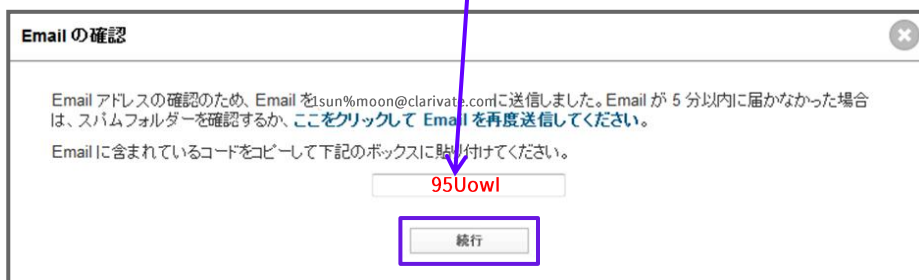 Email の確認
Email アドレスの確認のため、Email を1sun%moon@clarivate.comに送信しました。Email が 5 分以内に届かなかった場合
は、スパムフォルダーを確認するか、ここをクリックして Email を再度送信してください。
Email に含まれているコードをコピーして下記のボックスに貼り付けてください。
95Uowl
続行